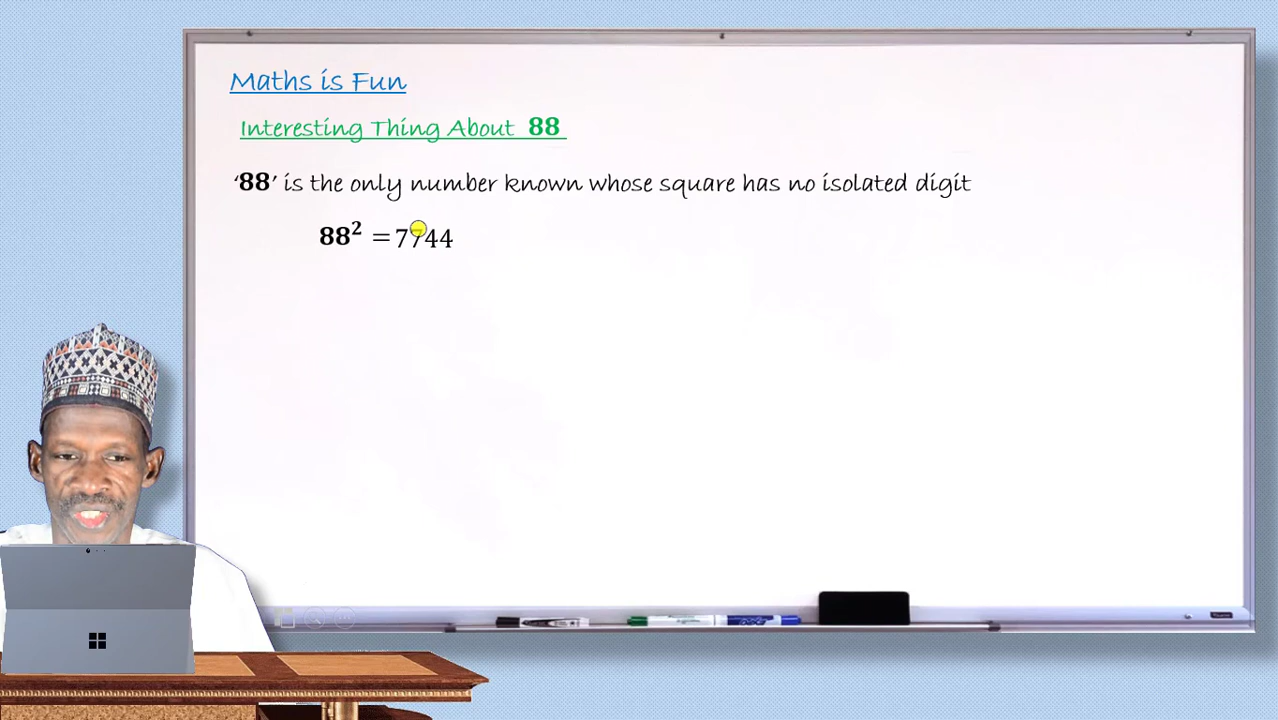 Maths is Fun
Interesting Thing About 88
‘88’ is the only number known whose square has no isolated digit
88² = 7744